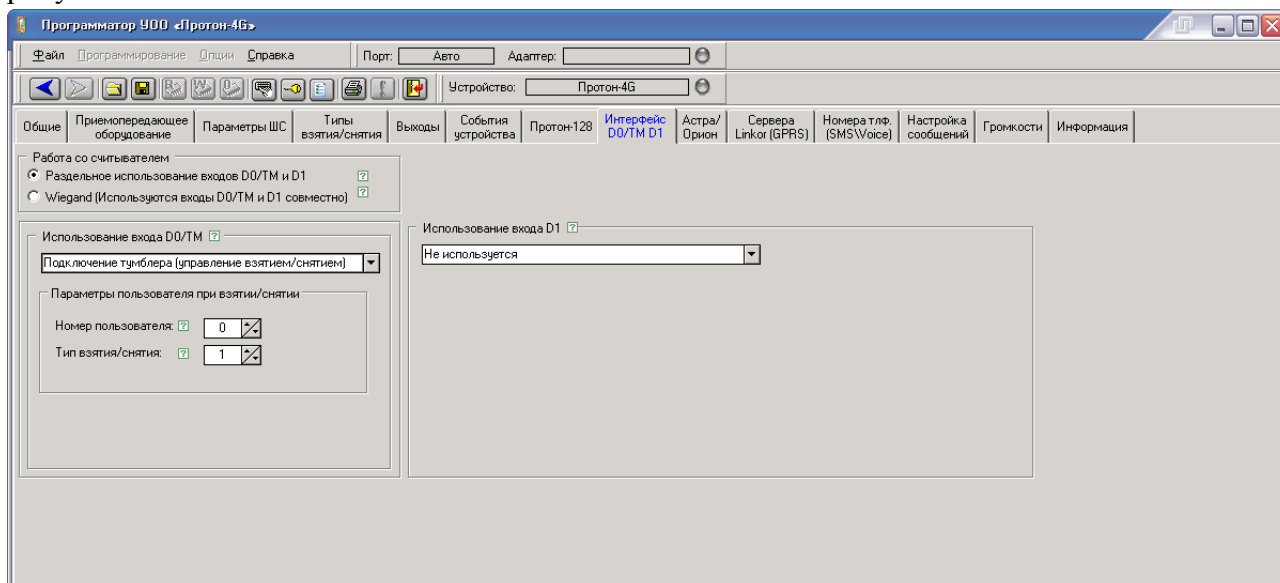 Программатор УОО «Протон-4G»
Файл Программирование Опции Справка Порт: Авто Адаптер:
Устройство: Протон-4G
Общие
Приемопередающее
оборудование
Параметры ШС
Типы
взятия/снятия
Выходы
События
устройства
Протон-128
Интерфейс
D0/TM D1
Астра/
Орион
Сервера
Linkor (GPRS)
Номера тлф.
(SMS\Voice)
Настройка
сообщений
Громкости
Информация
Работа со считывателем
Раздельное использование входов D0/TM и D1 ?
Wiegand (Используются входы D0/TM и D1 совместно) ?
Использование входа D0/TM ?
Подключение тумблера (управление взятием/снятием)
Параметры пользователя при взятии/снятии
Номер пользователя: ? 0
Тип взятия/снятия: ? 1
Использование входа D1 ?
Не используется